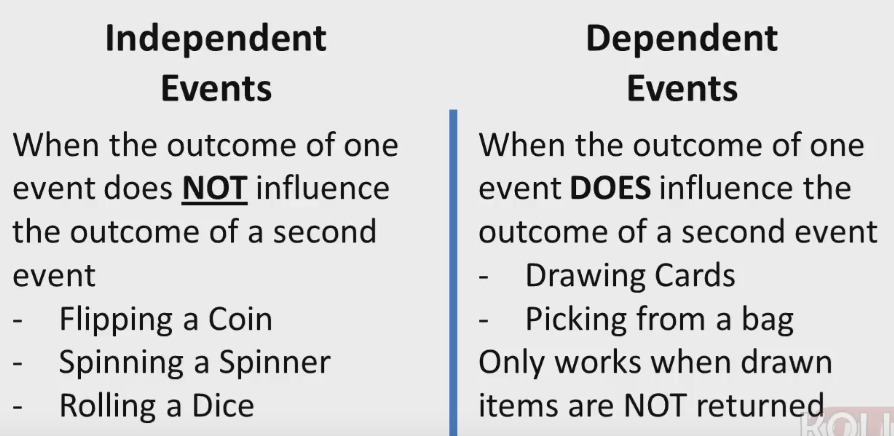 Independent
Events
When the outcome of one
event does NOT influence
the outcome of a second
event
- Flipping a Coin
- Spinning a Spinner
- Rolling a Dice
Dependent
Events
When the outcome of one
event DOES influence the
outcome of a second event
- Drawing Cards
- Picking from a bag
Only works when drawn
items are NOT returned